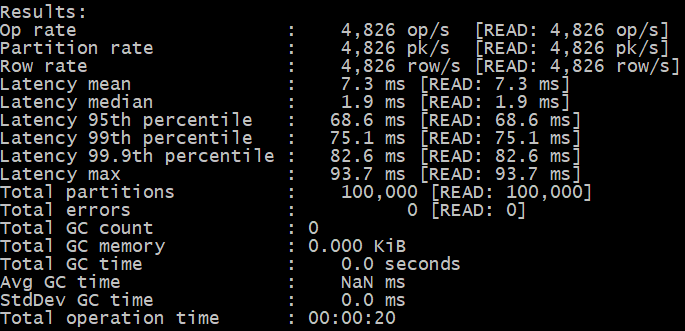 Results:
Op rate                   :    4,826 op/s  [READ: 4,826 op/s]
Partition rate            :    4,826 pk/s  [READ: 4,826 pk/s]
Row rate                  :    4,826 row/s [READ: 4,826 row/s]
Latency mean              :    7.3 ms [READ: 7.3 ms]
Latency median            :    1.9 ms [READ: 1.9 ms]
Latency 95th percentile   :   68.6 ms [READ: 68.6 ms]
Latency 99th percentile   :   75.1 ms [READ: 75.1 ms]
Latency 99.9th percentile :   82.6 ms [READ: 82.6 ms]
Latency max               :   93.7 ms [READ: 93.7 ms]
Total partitions          :    100,000 [READ: 100,000]
Total errors              :          0 [READ: 0]
Total GC count            : 0
Total GC memory           : 0.000 KiB
Total GC time             :    0.0 seconds
Avg GC time               :    NaN ms
StdDev GC time            :    0.0 ms
Total operation time      : 00:00:20